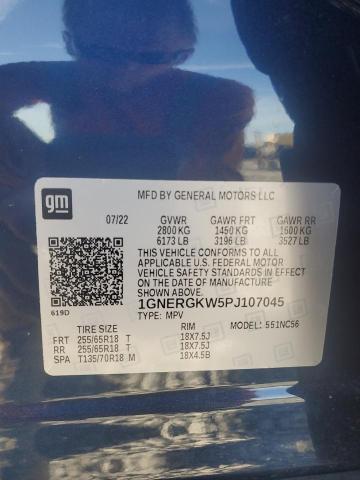 gm
MFD BY GENERAL MOTORS LLC
07/22 GVWR GAWR FRT GAWR RR
2800 KG 1450 KG 1600 KG
6173 LB 3196 LB 3527 LB
THIS VEHICLE CONFORMS TO ALL APPLICABLE
U.S. FEDERAL MOTOR
VEHICLE SAFETY STANDARDS IN EFFECT ON THE
DATE OF MANUFACTURE
SHOWN ABOVE.
1GNERGKW5PJ107045
619D TYPE: MPV
TIRE SIZE RIM MODEL: 551NC56
FRT 255/65R18 T 18X7.5J
RR 255/65R18 T 18X7.5J
SPA T135/70R18 M 18X4.5B